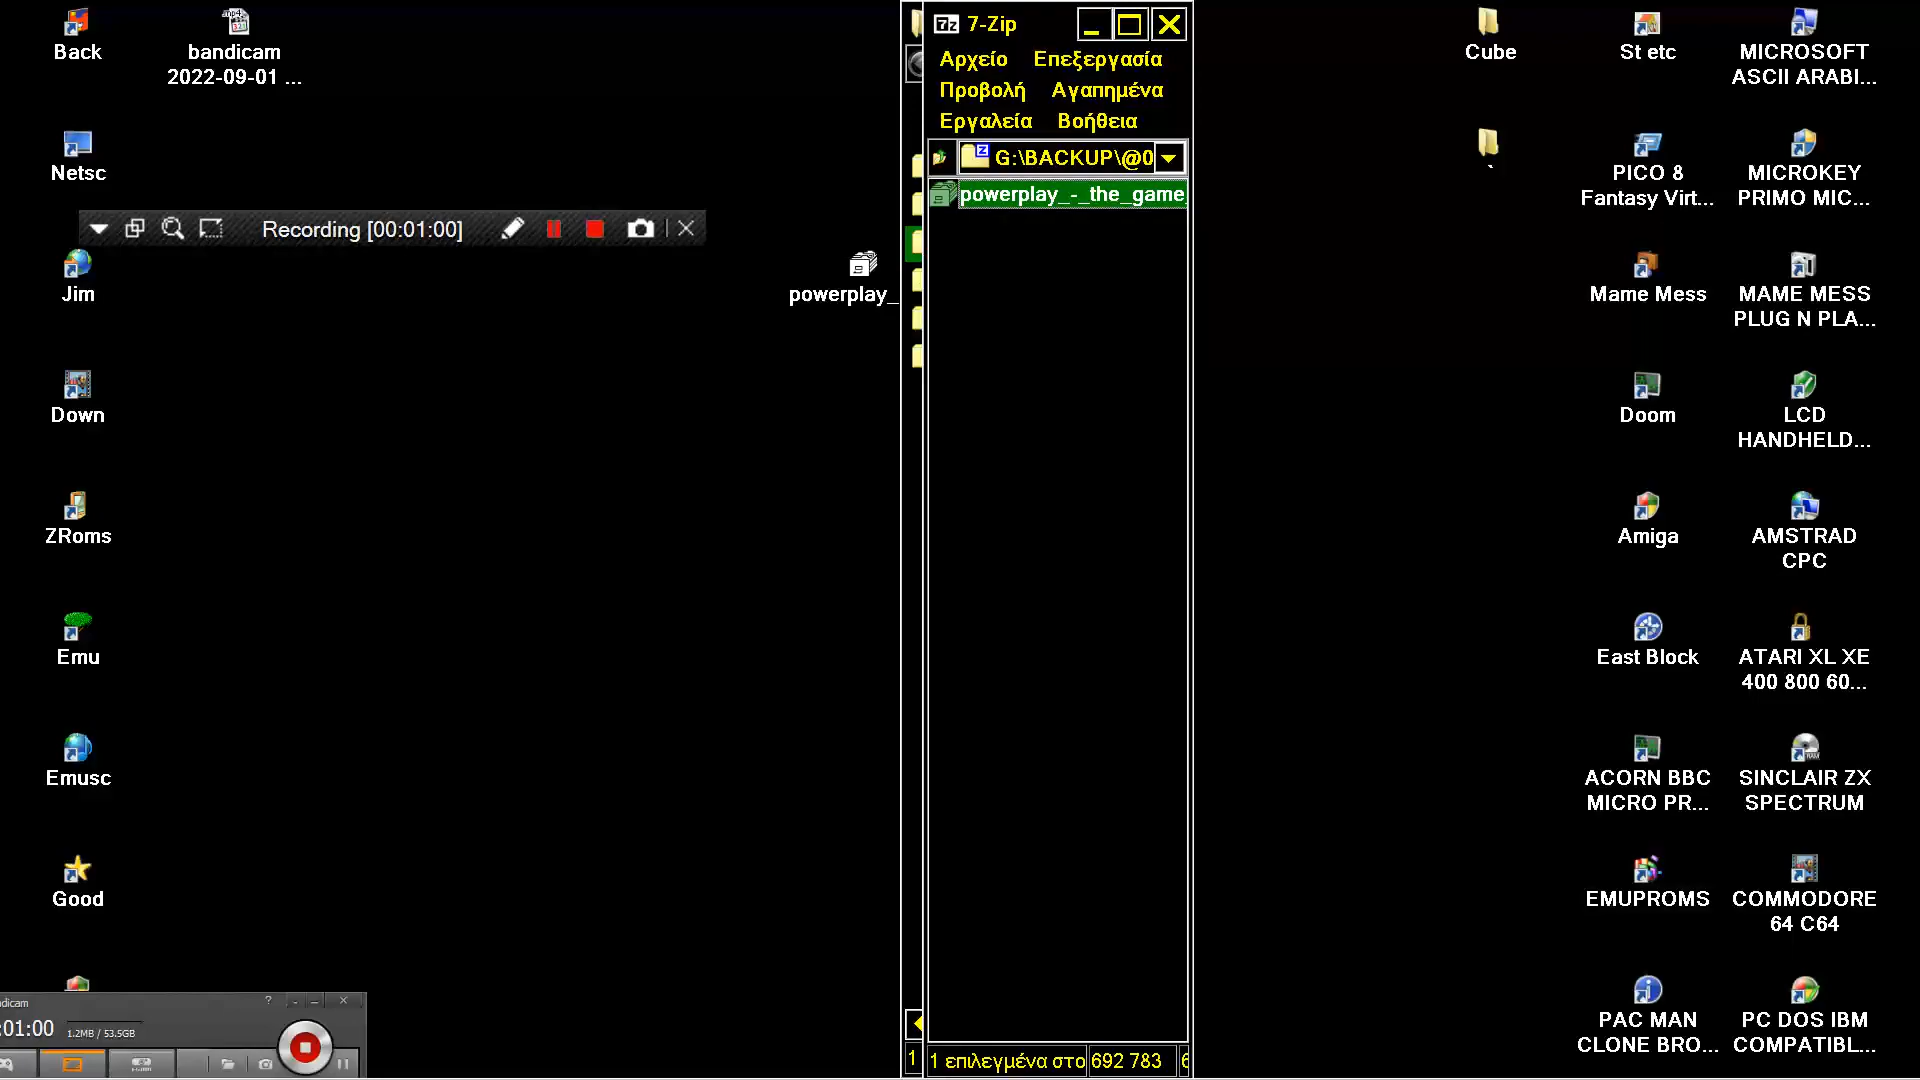 Back
bandicam
2022-09-01 ...
Netsc
Recording [00:01:00]
Jim
powerplay_
Down
ZRoms
Emu
Emusc
Good
:01:00
1.2MB / 53.5GB
7-Zip
Αρχείο Επεξεργασία
Προβολή Αγαπημένα
Εργαλεία Βοήθεια
G:\BACKUP\@0
powerplay_-_the_game_
1
1 επιλεγμένα στο
692 783
Cube
St etc
MICROSOFT
ASCII ARABI...
`
PICO 8
Fantasy Virt...
MICROKEY
PRIMO MIC...
Mame Mess
MAME MESS
PLUG N PLA...
Doom
LCD
HANDHELD...
Amiga
AMSTRAD
CPC
East Block
ATARI XL XE
400 800 60...
ACORN BBC
MICRO PR...
SINCLAIR ZX
SPECTRUM
EMUPROMS
COMMODORE
64 C64
PAC MAN
CLONE BRO...
PC DOS IBM
COMPATIBL...